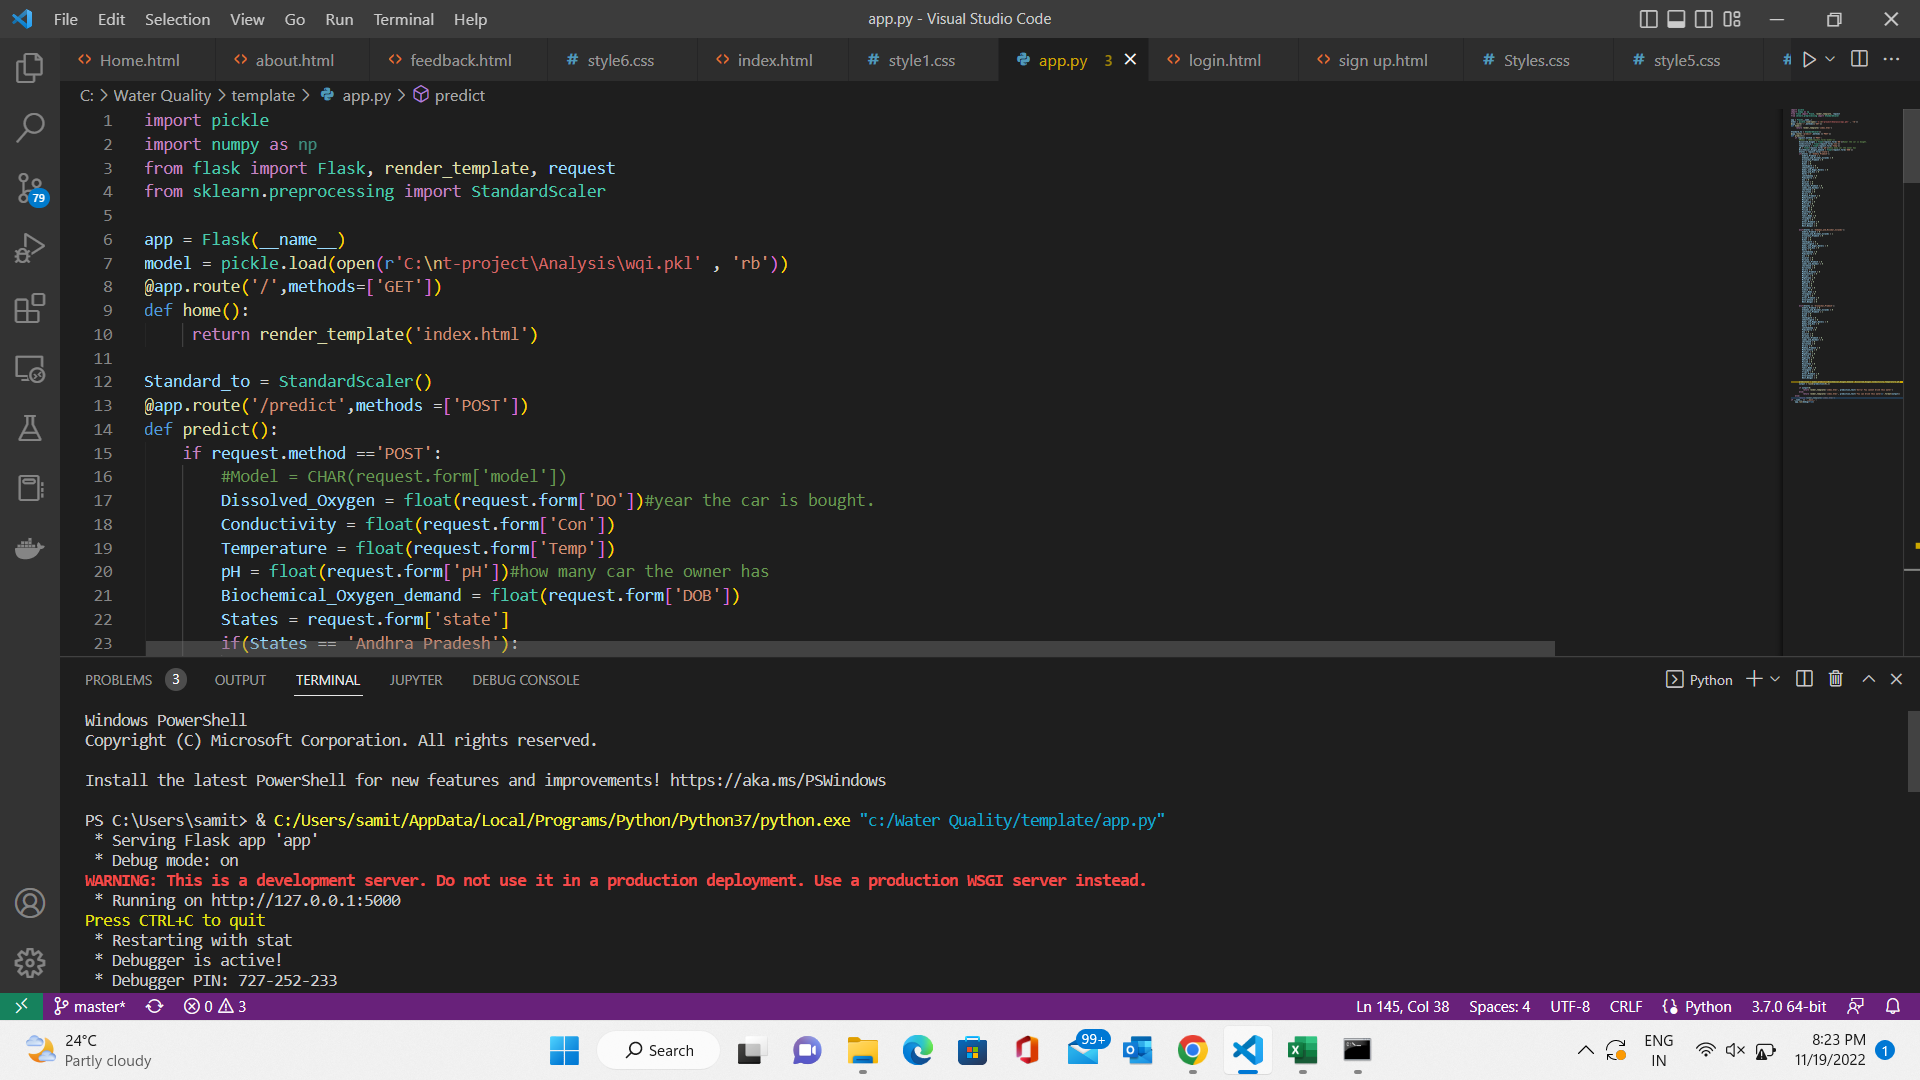 File Edit Selection View Go Run Terminal Help
app.py - Visual Studio Code
Home.html about.html feedback.html # style6.css index.html # style1.css app.py 3 login.html sign up.html # Styles.css # style5.css #
C: > Water Quality > template > app.py > predict
1 import pickle
2 import numpy as np
3 from flask import Flask, render_template, request
4 from sklearn.preprocessing import StandardScaler
5
6 app = Flask(__name__)
7 model = pickle.load(open(r'C:\nt-project\Analysis\wqi.pkl' , 'rb'))
8 @app.route('/',methods=['GET'])
9 def home():
10 return render_template('index.html')
11
12 Standard_to = StandardScaler()
13 @app.route('/predict',methods =['POST'])
14 def predict():
15 if request.method =='POST':
16 #Model = CHAR(request.form['model'])
17 Dissolved_Oxygen = float(request.form['DO'])#year the car is bought.
18 Conductivity = float(request.form['Con'])
19 Temperature = float(request.form['Temp'])
20 pH = float(request.form['pH'])#how many car the owner has
21 Biochemical_Oxygen_demand = float(request.form['DOB'])
22 States = request.form['state']
23 if(States == 'Andhra Pradesh'):
79
PROBLEMS 3 OUTPUT TERMINAL JUPYTER DEBUG CONSOLE
Python
Windows PowerShell
Copyright (C) Microsoft Corporation. All rights reserved.
Install the latest PowerShell for new features and improvements! https://aka.ms/PSWindows
PS C:\Users\samit> & C:/Users/samit/AppData/Local/Programs/Python/Python37/python.exe "c:/Water Quality/template/app.py"
* Serving Flask app 'app'
* Debug mode: on
WARNING: This is a development server. Do not use it in a production deployment. Use a production WSGI server instead.
* Running on http://127.0.0.1:5000
Press CTRL+C to quit
* Restarting with stat
* Debugger is active!
* Debugger PIN: 727-252-233
master* 0 3
Ln 145, Col 38 Spaces: 4 UTF-8 CRLF Python 3.7.0 64-bit
24°C
Partly cloudy
Search
99+
ENG
IN
8:23 PM
11/19/2022
1